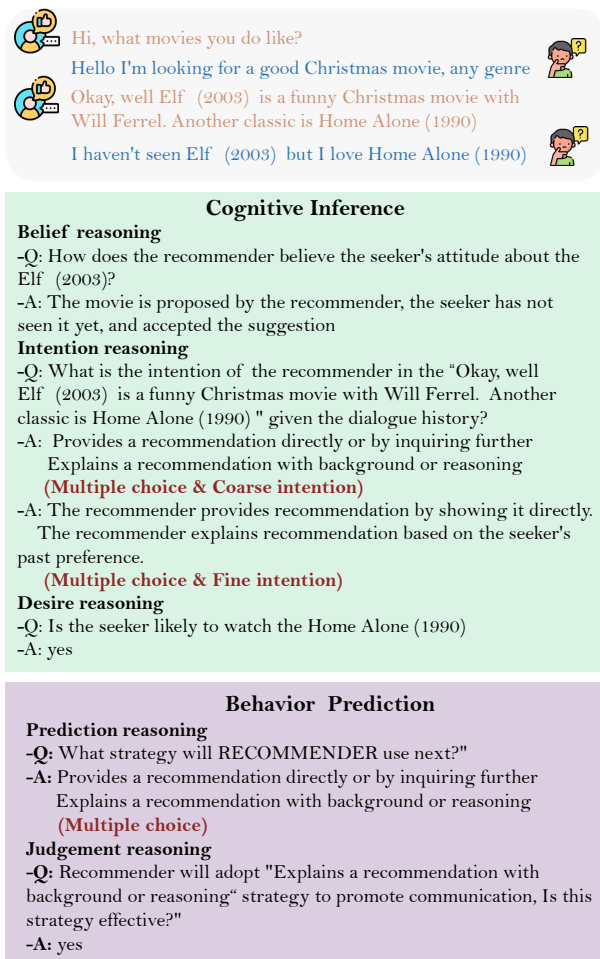 Hi, what movies you do like?
Hello I'm looking for a good Christmas movie, any genre
Okay, well Elf (2003) is a funny Christmas movie with
Will Ferrel. Another classic is Home Alone (1990)
I haven't seen Elf (2003) but I love Home Alone (1990)
Cognitive Inference
Belief reasoning
-Q: How does the recommender believe the seeker's attitude about the
Elf (2003)?
-A: The movie is proposed by the recommender, the seeker has not
seen it yet, and accepted the suggestion
Intention reasoning
-Q: What is the intention of the recommender in the “Okay, well
Elf (2003) is a funny Christmas movie with Will Ferrel. Another
classic is Home Alone (1990) " given the dialogue history?
-A: Provides a recommendation directly or by inquiring further
Explains a recommendation with background or reasoning
(Multiple choice & Coarse intention)
-A: The recommender provides recommendation by showing it directly.
The recommender explains recommendation based on the seeker's
past preference.
(Multiple choice & Fine intention)
Desire reasoning
-Q: Is the seeker likely to watch the Home Alone (1990)
-A: yes
Behavior Prediction
Prediction reasoning
-Q: What strategy will RECOMMENDER use next?"
-A: Provides a recommendation directly or by inquiring further
Explains a recommendation with background or reasoning
(Multiple choice)
Judgement reasoning
-Q: Recommender will adopt "Explains a recommendation with
background or reasoning“ strategy to promote communication, Is this
strategy effective?"
-A: yes